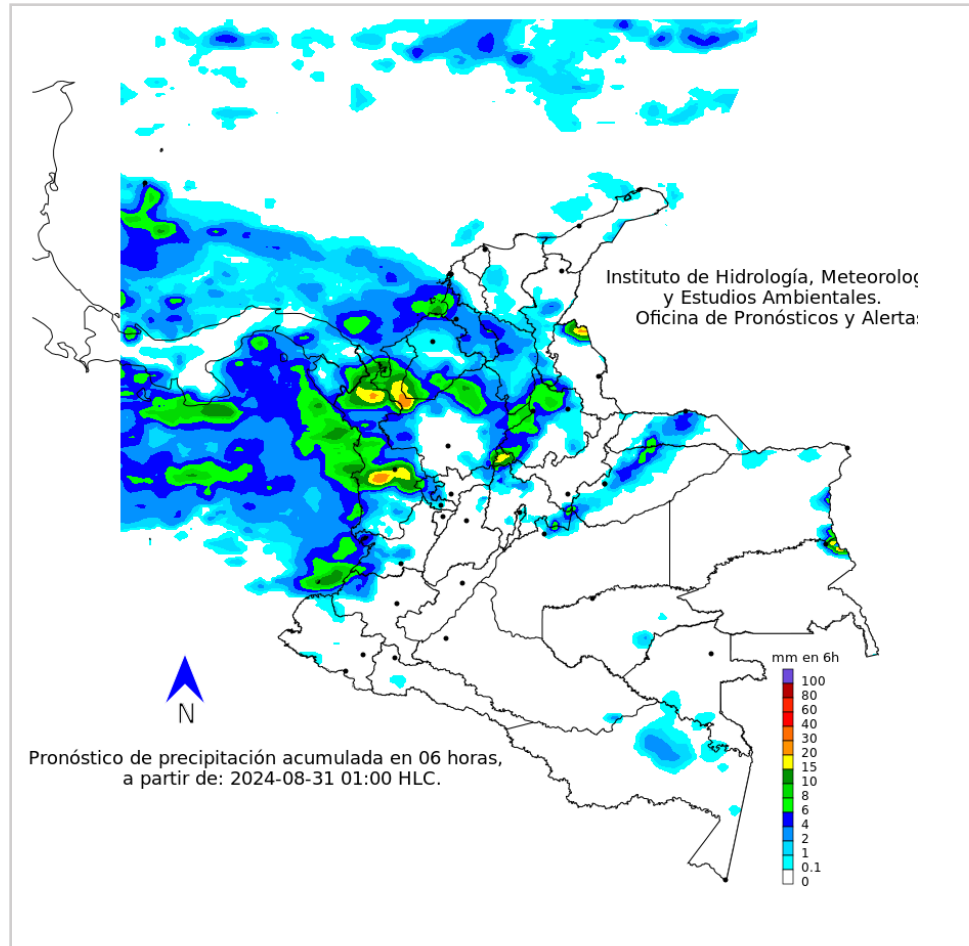 Instituto de Hidrología, Meteorolog
y Estudios Ambientales.
Oficina de Pronósticos y Alertas
mm en 6h
100
80
60
40
30
20
15
10
8
6
4
2
1
0.1
0
N
Pronóstico de precipitación acumulada en 06 horas,
a partir de: 2024-08-31 01:00 HLC.